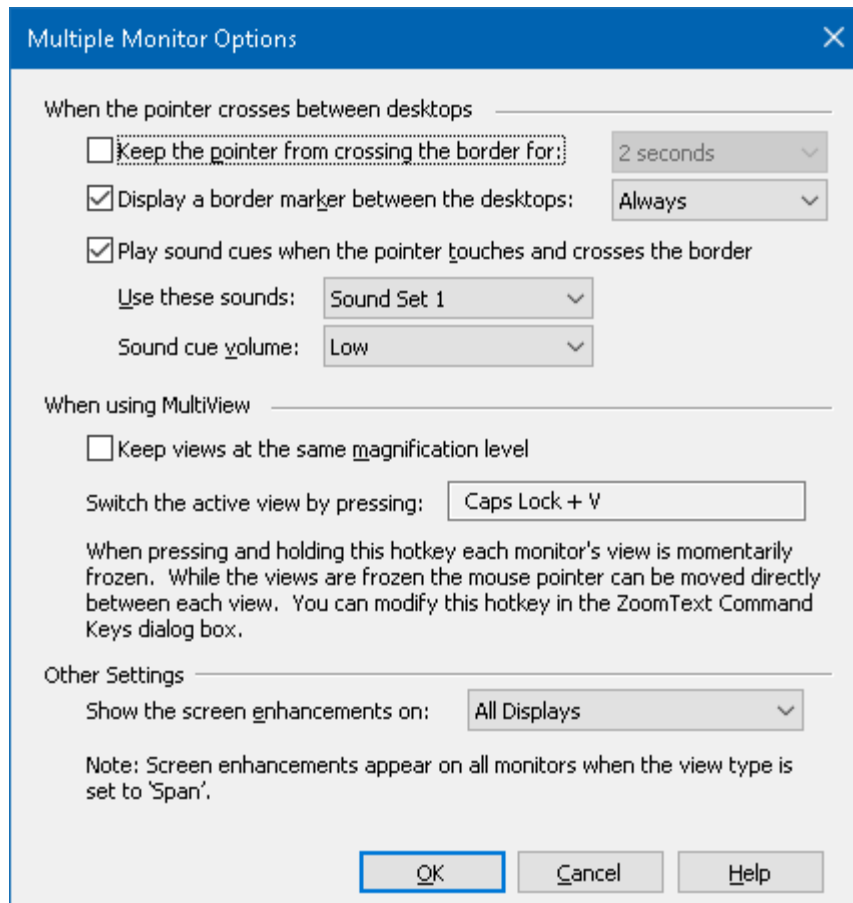 Multiple Monitor Options
When the pointer crosses between desktops
Keep the pointer from crossing the border for: 2 seconds
Display a border marker between the desktops: Always
Play sound cues when the pointer touches and crosses the border
Use these sounds: Sound Set 1
Sound cue volume: Low
When using MultiView
Keep views at the same magnification level
Switch the active view by pressing: Caps Lock + V
When pressing and holding this hotkey each monitor's view is momentarily
frozen.  While the views are frozen the mouse pointer can be moved directly
between each view.  You can modify this hotkey in the ZoomText Command
Keys dialog box.
Other Settings
Show the screen enhancements on: All Displays
Note: Screen enhancements appear on all monitors when the view type is
set to 'Span'.
OK Cancel Help